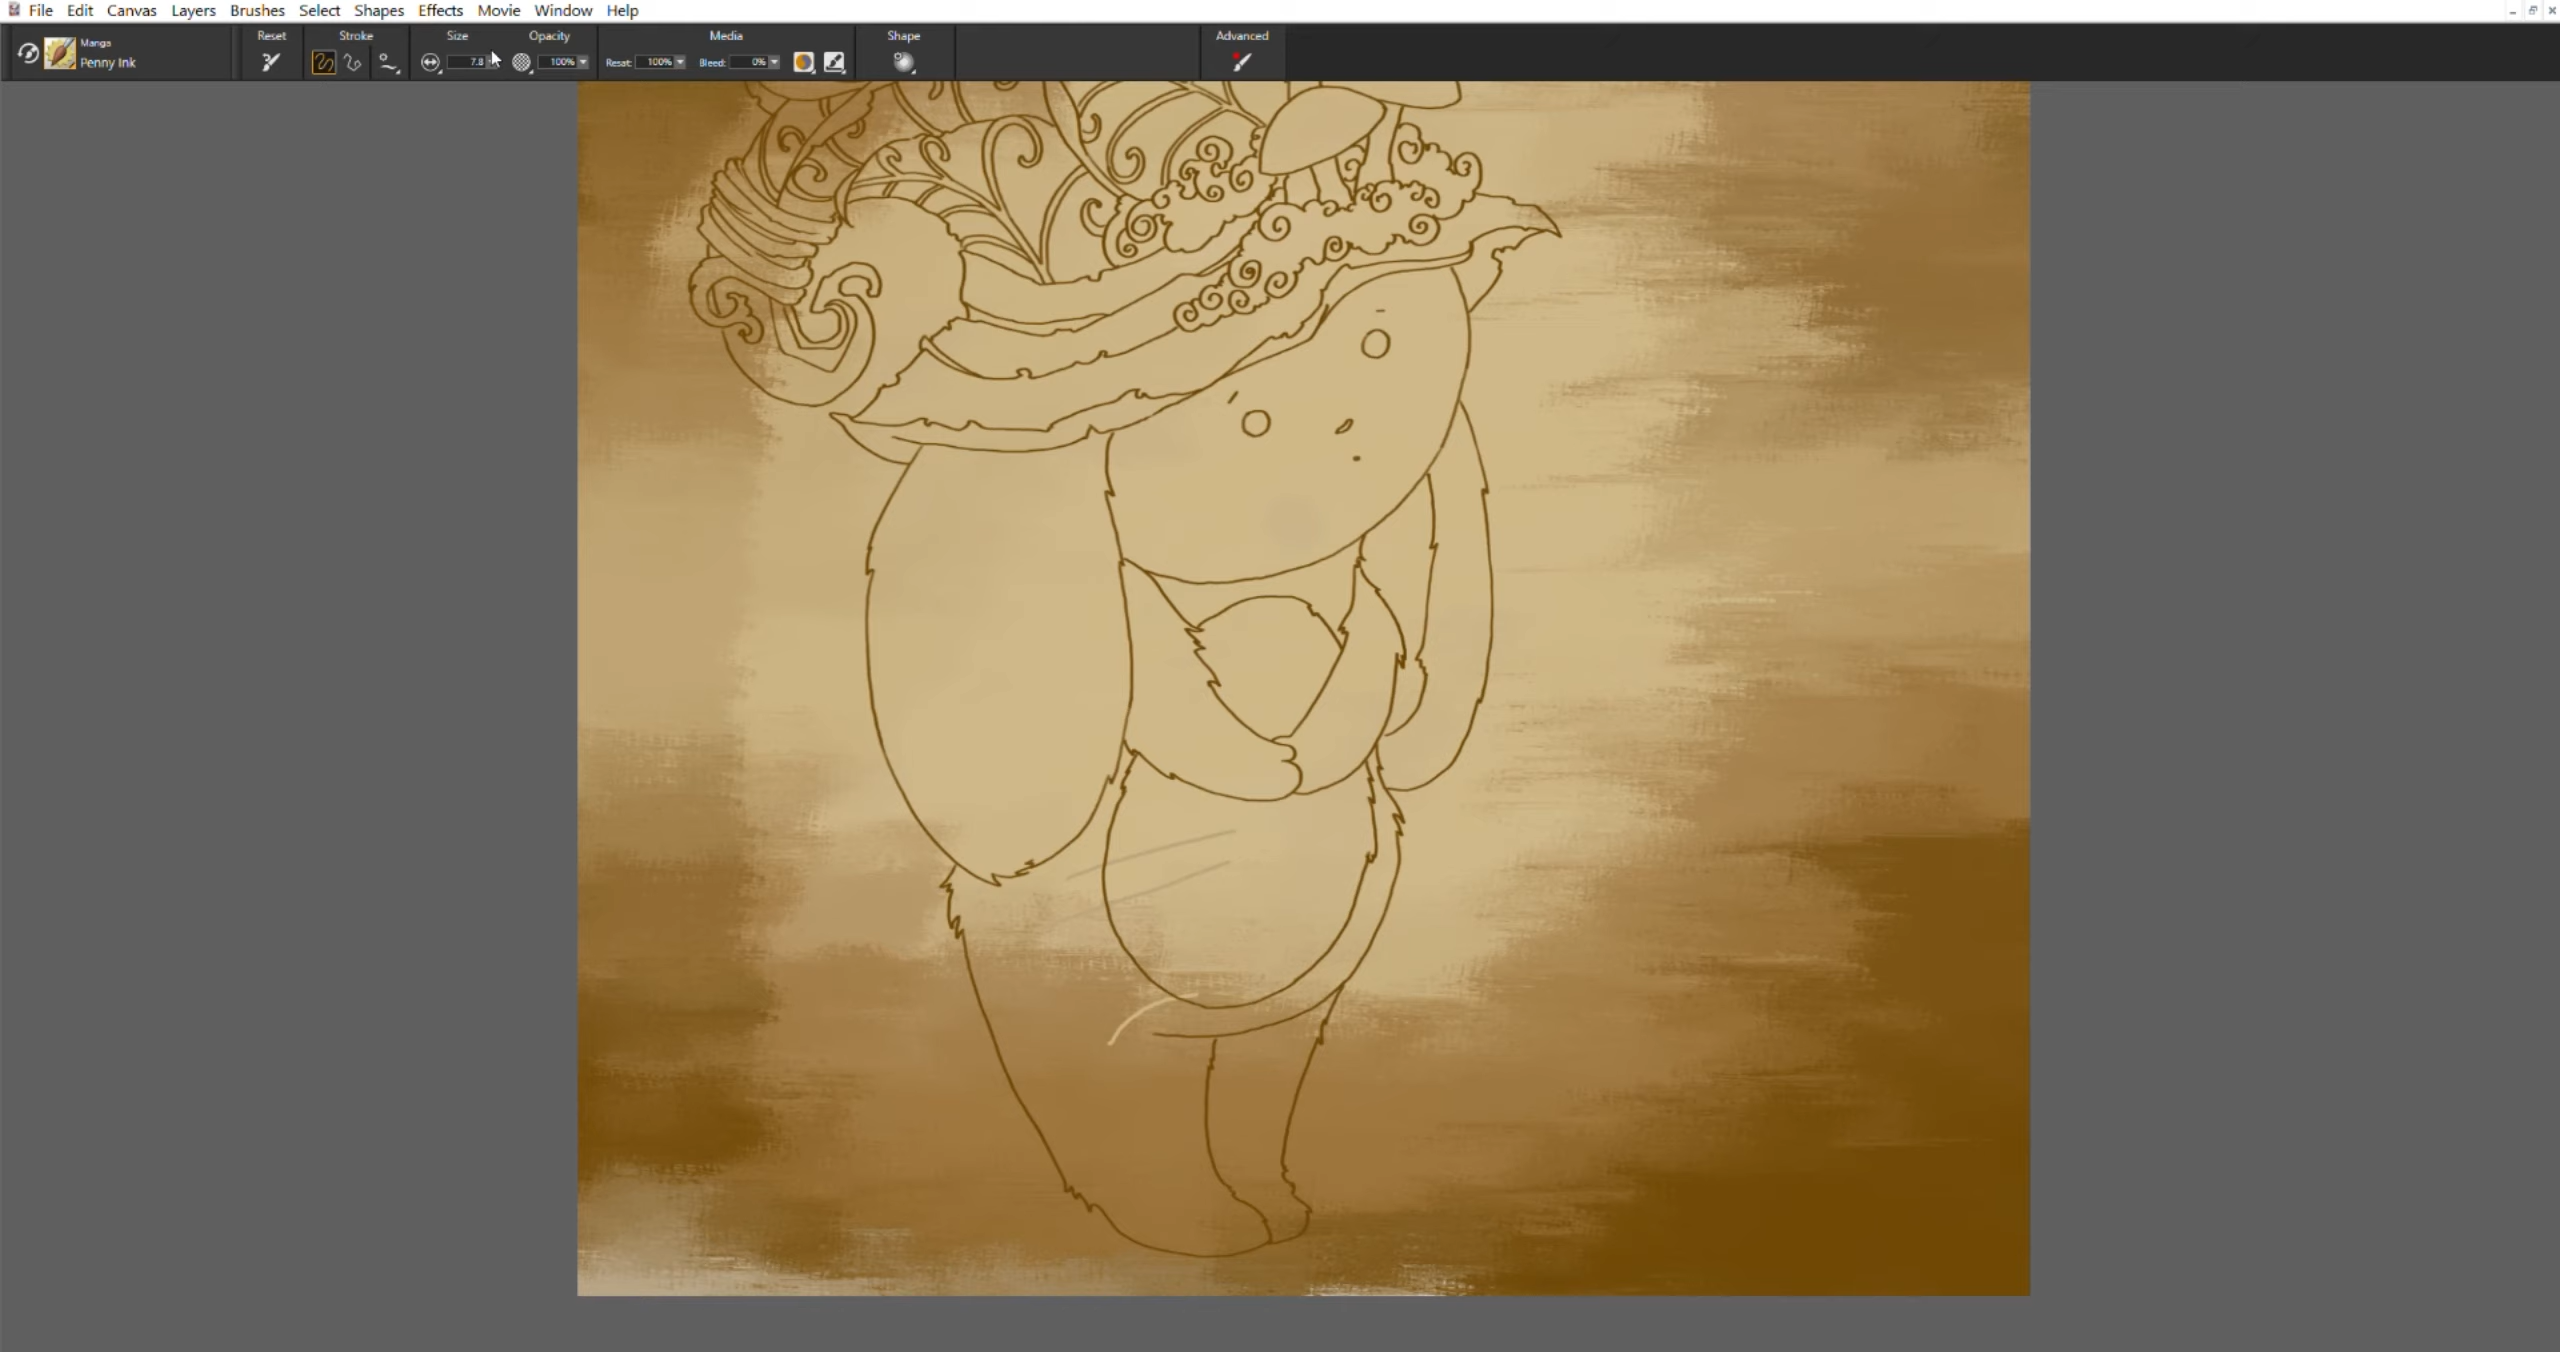 File Edit Canvas Layers Brushes Select Shapes Effects Movie Window Help
Manga
Penny Ink
Reset Stroke Size Opacity Media Shape Advanced
7.8 100% Resat: 100% Bleed: 0%